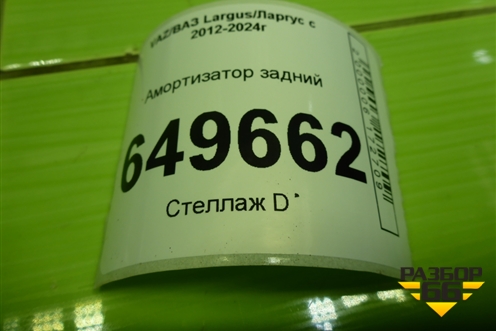 VAZ/ВАЗ Largus/Ларгус с
2012-2024г
Амортизатор задний
649662
Стеллаж D
РАЗБОР
66